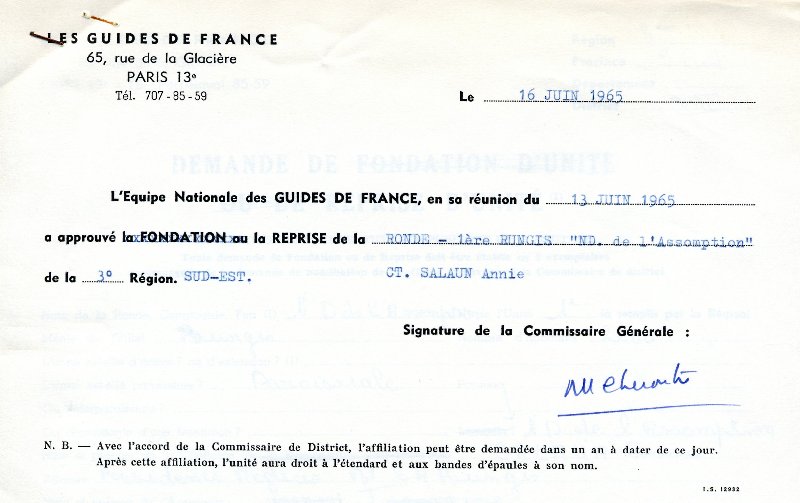 LES GUIDES DE FRANCE
65, rue de la Glacière
PARIS 13e
Tél. 707-85-59
Le 16 JUIN 1965
L'Equipe Nationale des GUIDES DE FRANCE, en sa réunion du 13 JUIN 1965
a approuvé la FONDATION ou la REPRISE de la RONDE - 1ère RUNGIS "ND. de l'Assomption"
de la 3° Région. SUD-EST. CT. SALAUN Annie
Signature de la Commissaire Générale :
N. B. — Avec l'accord de la Commissaire de District, l'affiliation peut être demandée dans un an à dater de ce jour.
Après cette affiliation, l'unité aura droit à l'étendard et aux bandes d'épaules à son nom.
I.S. 12932